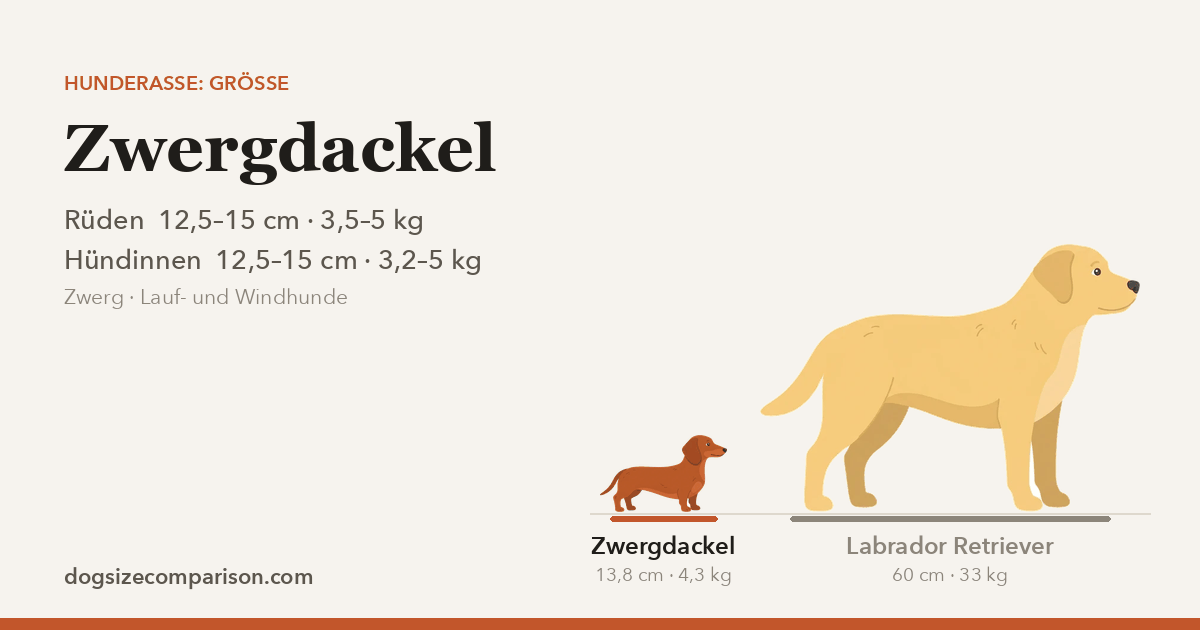 HUNDERASSE: GRÖSSE
Zwergdackel
Rüden 12,5–15 cm · 3,5–5 kg
Hündinnen 12,5–15 cm · 3,2–5 kg
Zwerg · Lauf- und Windhunde
Zwergdackel
13,8 cm · 4,3 kg
Labrador Retriever
60 cm · 33 kg
dogsizecomparison.com